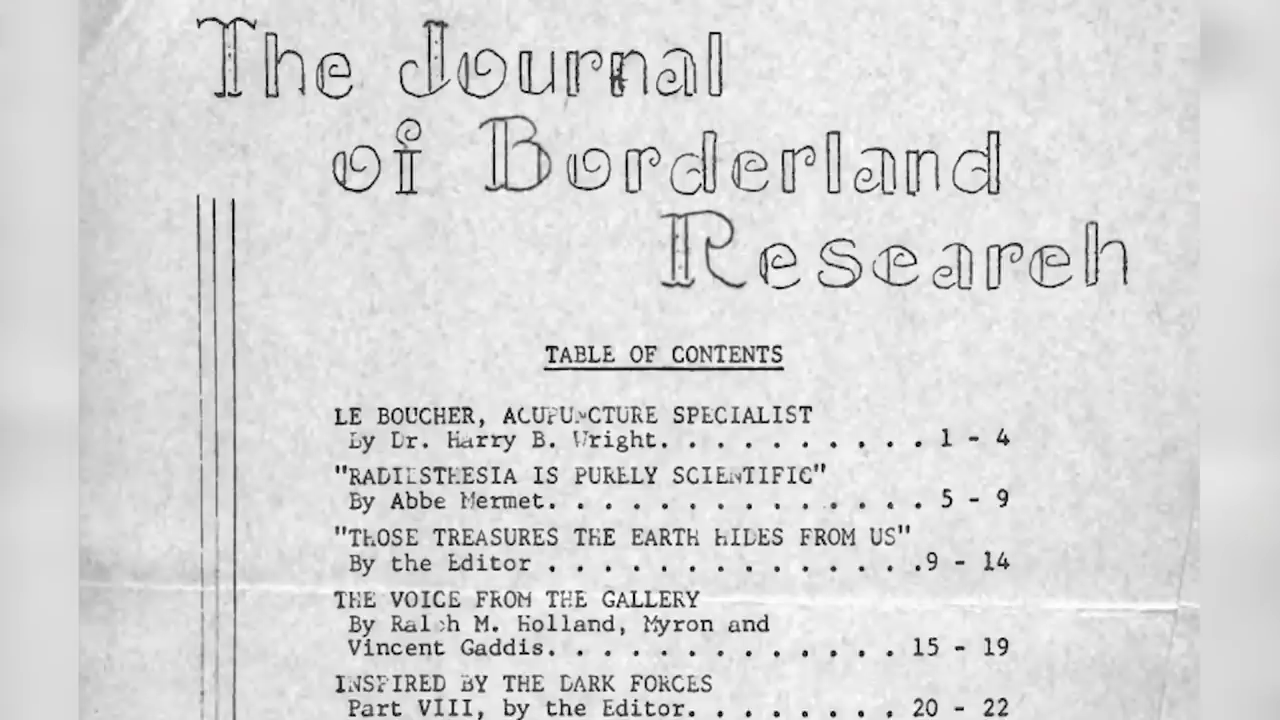 The Journal
of Borderland
Research
TABLE OF CONTENTS
LE BOUCHER, ACUPUNCTURE SPECIALIST
By Dr. Harry B. Wright. . . . . . . . . . 1 - 4
"RADIESTHESIA IS PURELY SCIENTIFIC"
By Abbe Mermet. . . . . . . . . . . . . . 5 - 9
"THOSE TREASURES THE EARTH HIDES FROM US"
By the Editor . . . . . . . . . . . . . .9 - 14
THE VOICE FROM THE GALLERY
By Ralph M. Holland, Myron and
Vincent Gaddis. . . . . . . . . . . . . 15 - 19
INSPIRED BY THE DARK FORCES
Part VIII, by the Editor. . . . . . . . 20 - 22